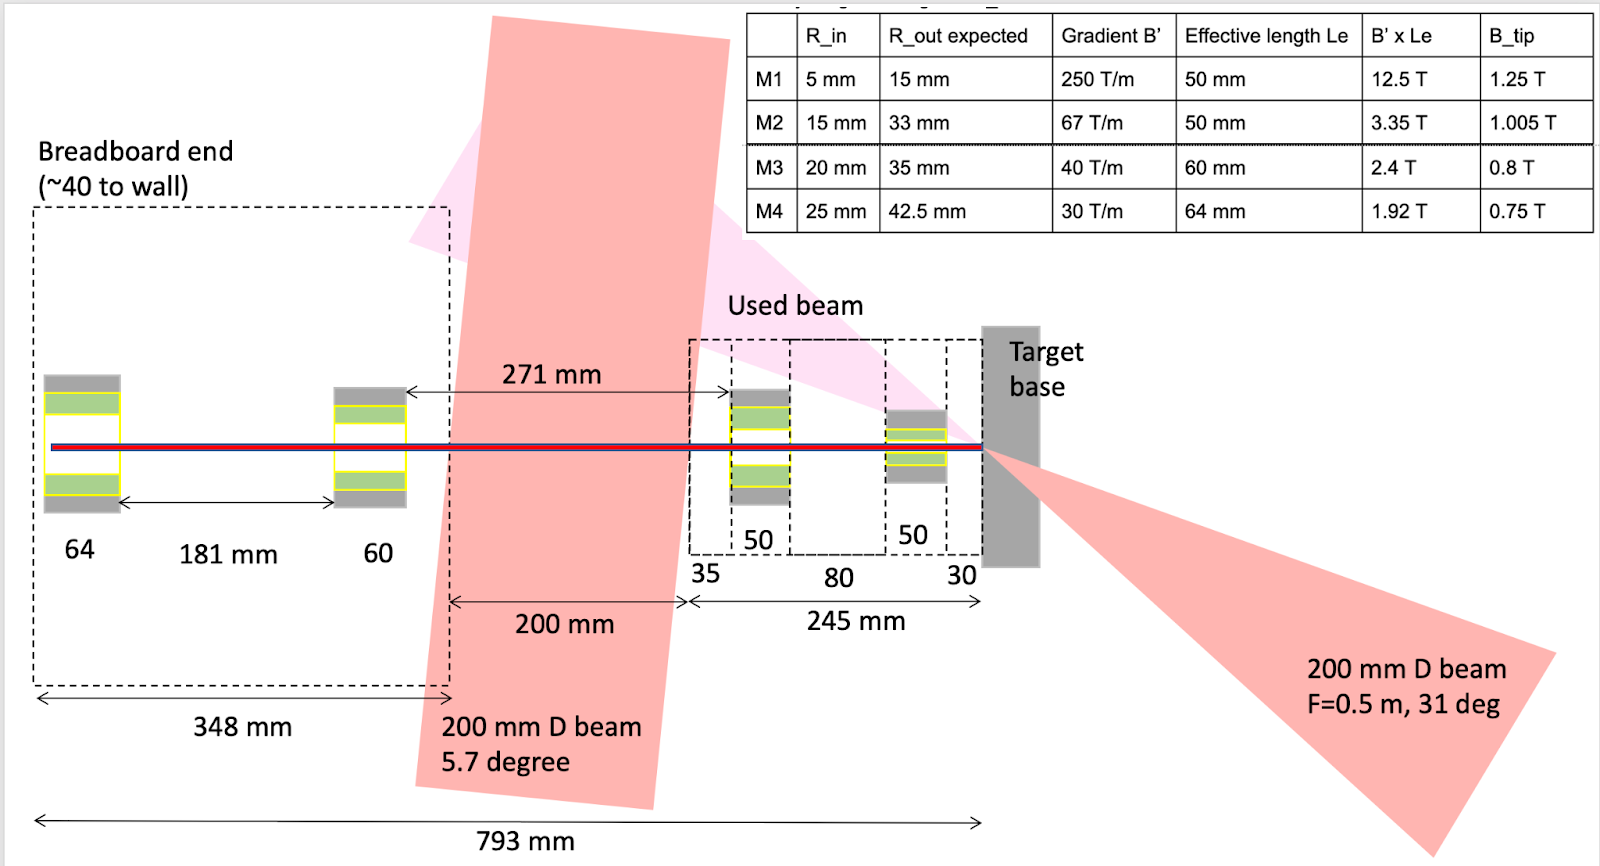 R_in R_out expected Gradient B’ Effective length Le B’ x Le B_tip
M1 5 mm 15 mm 250 T/m 50 mm 12.5 T 1.25 T
M2 15 mm 33 mm 67 T/m 50 mm 3.35 T 1.005 T
M3 20 mm 35 mm 40 T/m 60 mm 2.4 T 0.8 T
M4 25 mm 42.5 mm 30 T/m 64 mm 1.92 T 0.75 T
Breadboard end
(~40 to wall)
Used beam
Target
base
271 mm
64
181 mm
60
50
50
35
80
30
200 mm
245 mm
348 mm
200 mm D beam
5.7 degree
200 mm D beam
F=0.5 m, 31 deg
793 mm